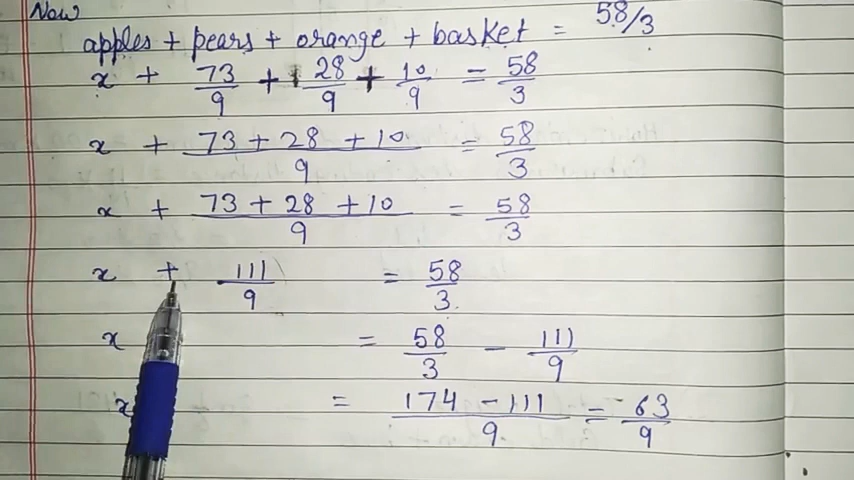 Now
apples + pears + orange + basket = 58/3
x + 73/9 + 28/9 + 10/9 = 58/3
x + 73 + 28 + 10/9 = 58/3
x + 73 + 28 + 10/9 = 58/3
x + 111/9 = 58/3
x = 58/3 - 111/9
x = 174 - 111/9 = 63/9